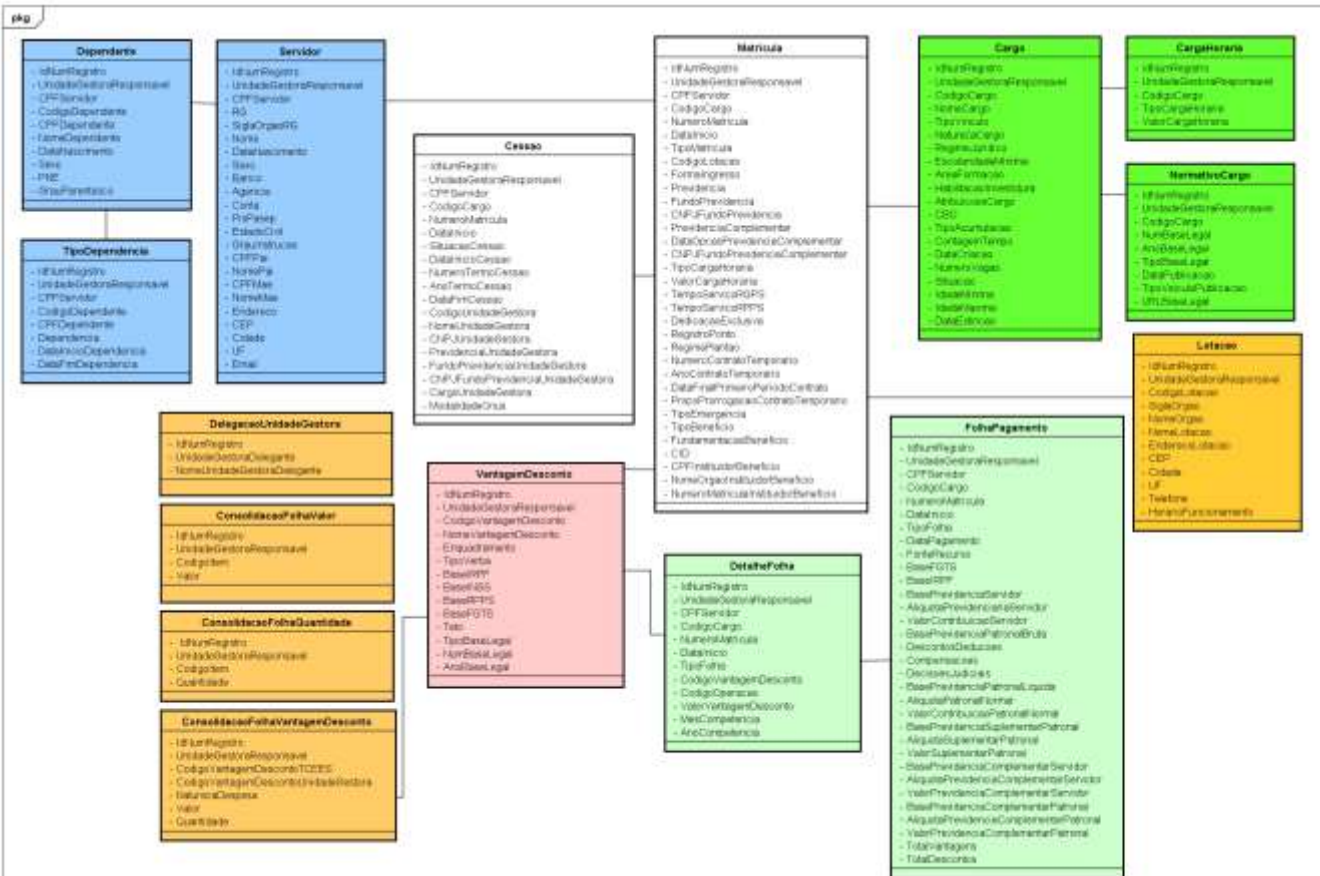 pkg
Dependente
- IdNumRegistro
- UnidadeGestoraResponsavel
- CPFServidor
- CodigoDependente
- CPFDependente
- NomeDependente
- DataNascimento
- Sexo
- PNE
- GrauParentesco
TipoDependencia
- IdNumRegistro
- UnidadeGestoraResponsavel
- CPFServidor
- CodigoDependente
- CPFDependente
- Dependencia
- DataInicioDependencia
- DataFimDependencia
Servidor
- IdNumRegistro
- UnidadeGestoraResponsavel
- CPFServidor
- RG
- SiglaOrgaoRG
- Nome
- DataNascimento
- Sexo
- Banco
- Agencia
- Conta
- PisPasep
- EstadoCivil
- GrauInstrucao
- CPFPai
- NomePai
- CPFMae
- NomeMae
- Endereco
- CEP
- Cidade
- UF
- Email
Cessao
- IdNumRegistro
- UnidadeGestoraResponsavel
- CPFServidor
- CodigoCargo
- NumeroMatricula
- DataInicio
- SituacaoCessao
- DataInicioCessao
- NumeroTermoCessao
- AnoTermoCessao
- DataFimCessao
- CodigoUnidadeGestora
- NomeUnidadeGestora
- CNPJUnidadeGestora
- PrevidenciaUnidadeGestora
- FundoPrevidenciaUnidadeGestora
- CNPJFundoPrevidenciaUnidadeGestora
- CargoUnidadeGestora
- ModalidadeOnus
Matricula
- IdNumRegistro
- UnidadeGestoraResponsavel
- CPFServidor
- CodigoCargo
- NumeroMatricula
- DataInicio
- TipoMatricula
- CodigoLotacao
- FormaIngresso
- Previdencia
- FundoPrevidencia
- CNPJFundoPrevidencia
- PrevidenciaComplementar
- DataOpcaoPrevidenciaComplementar
- CNPJFundoPrevidenciaComplementar
- TipoCargaHoraria
- ValorCargaHoraria
- TempoServicoRGPS
- TempoServicoRPPS
- DedicacaoExclusiva
- RegistroPonto
- RegimePlantao
- NumeroContratoTemporario
- AnoContratoTemporario
- DataFinalPrimeiroPeriodoContrato
- PrazoProrrogacaoContratoTemporario
- TipoEmergencia
- TipoBeneficio
- FundamentacaoBeneficio
- CID
- CPFInstituidorBeneficio
- NomeOrgaoInstituidorBeneficio
- NumeroMatriculaInstituidorBeneficio
Cargo
- IdNumRegistro
- UnidadeGestoraResponsavel
- CodigoCargo
- NomeCargo
- TipoVinculo
- NaturezaCargo
- RegimeJuridico
- EscolaridadeMinima
- AreaFormacao
- HabilitacaoInvestidura
- AtribuicoesCargo
- CBO
- TipoAcumulacao
- ContagemTempo
- DataCriacao
- NumeroVagas
- Situacao
- IdadeMinima
- IdadeMaxima
- DataExtincao
CargaHoraria
- IdNumRegistro
- UnidadeGestoraResponsavel
- CodigoCargo
- TipoCargaHoraria
- ValorCargaHoraria
NormativoCargo
- IdNumRegistro
- UnidadeGestoraResponsavel
- CodigoCargo
- NumBaseLegal
- AnoBaseLegal
- TipoBaseLegal
- DataPublicacao
- TipoVeiculoPublicacao
- URLBaseLegal
Lotacao
- IdNumRegistro
- UnidadeGestoraResponsavel
- CodigoLotacao
- SiglaOrgao
- NomeOrgao
- NomeLotacao
- EnderecoLotacao
- CEP
- Cidade
- UF
- Telefone
- HorarioFuncionamento
DelegacaoUnidadeGestora
- IdNumRegistro
- UnidadeGestoraDelegante
- NomeUnidadeGestoraDelegante
ConsolidacaoFolhaValor
- IdNumRegistro
- UnidadeGestoraResponsavel
- CodigoItem
- Valor
ConsolidacaoFolhaQuantidade
- IdNumRegistro
- UnidadeGestoraResponsavel
- CodigoItem
- Quantidade
ConsolidacaoFolhaVantagemDesconto
- IdNumRegistro
- UnidadeGestoraResponsavel
- CodigoVantagemDescontoTCEES
- CodigoVantagemDescontoUnidadeGestora
- NaturezaDespesa
- Valor
- Quantidade
VantagemDesconto
- IdNumRegistro
- UnidadeGestoraResponsavel
- CodigoVantagemDesconto
- NomeVantagemDesconto
- Enquadramento
- TipoVerba
- BaseIRPF
- BaseINSS
- BaseRPPS
- BaseFGTS
- Teto
- TipoBaseLegal
- NumBaseLegal
- AnoBaseLegal
DetalheFolha
- IdNumRegistro
- UnidadeGestoraResponsavel
- CPFServidor
- CodigoCargo
- NumeroMatricula
- DataInicio
- TipoFolha
- CodigoVantagemDesconto
- CodigoOperacao
- ValorVantagemDesconto
- MesCompetencia
- AnoCompetencia
FolhaPagamento
- IdNumRegistro
- UnidadeGestoraResponsavel
- CPFServidor
- CodigoCargo
- NumeroMatricula
- DataInicio
- TipoFolha
- DataPagamento
- FonteRecurso
- BaseFGTS
- BaseIRPF
- BasePrevidenciaServidor
- AliquotaPrevidenciariaServidor
- ValorContribuicaoServidor
- BasePrevidenciaPatronalBruta
- DescontosDeducoes
- Compensacoes
- DecisoesJudiciais
- BasePrevidenciaPatronalLiquida
- AliquotaPatronalNormal
- ValorContribuicaoPatronalNormal
- BasePrevidenciaSuplementarPatronal
- AliquotaSuplementarPatronal
- ValorSuplementarPatronal
- BasePrevidenciaComplementarServidor
- AliquotaPrevidenciaComplementarServidor
- ValorPrevidenciaComplementarServidor
- BasePrevidenciaComplementarPatronal
- AliquotaPrevidenciaComplementarPatronal
- ValorPrevidenciaComplementarPatronal
- TotalVantagens
- TotalDescontos